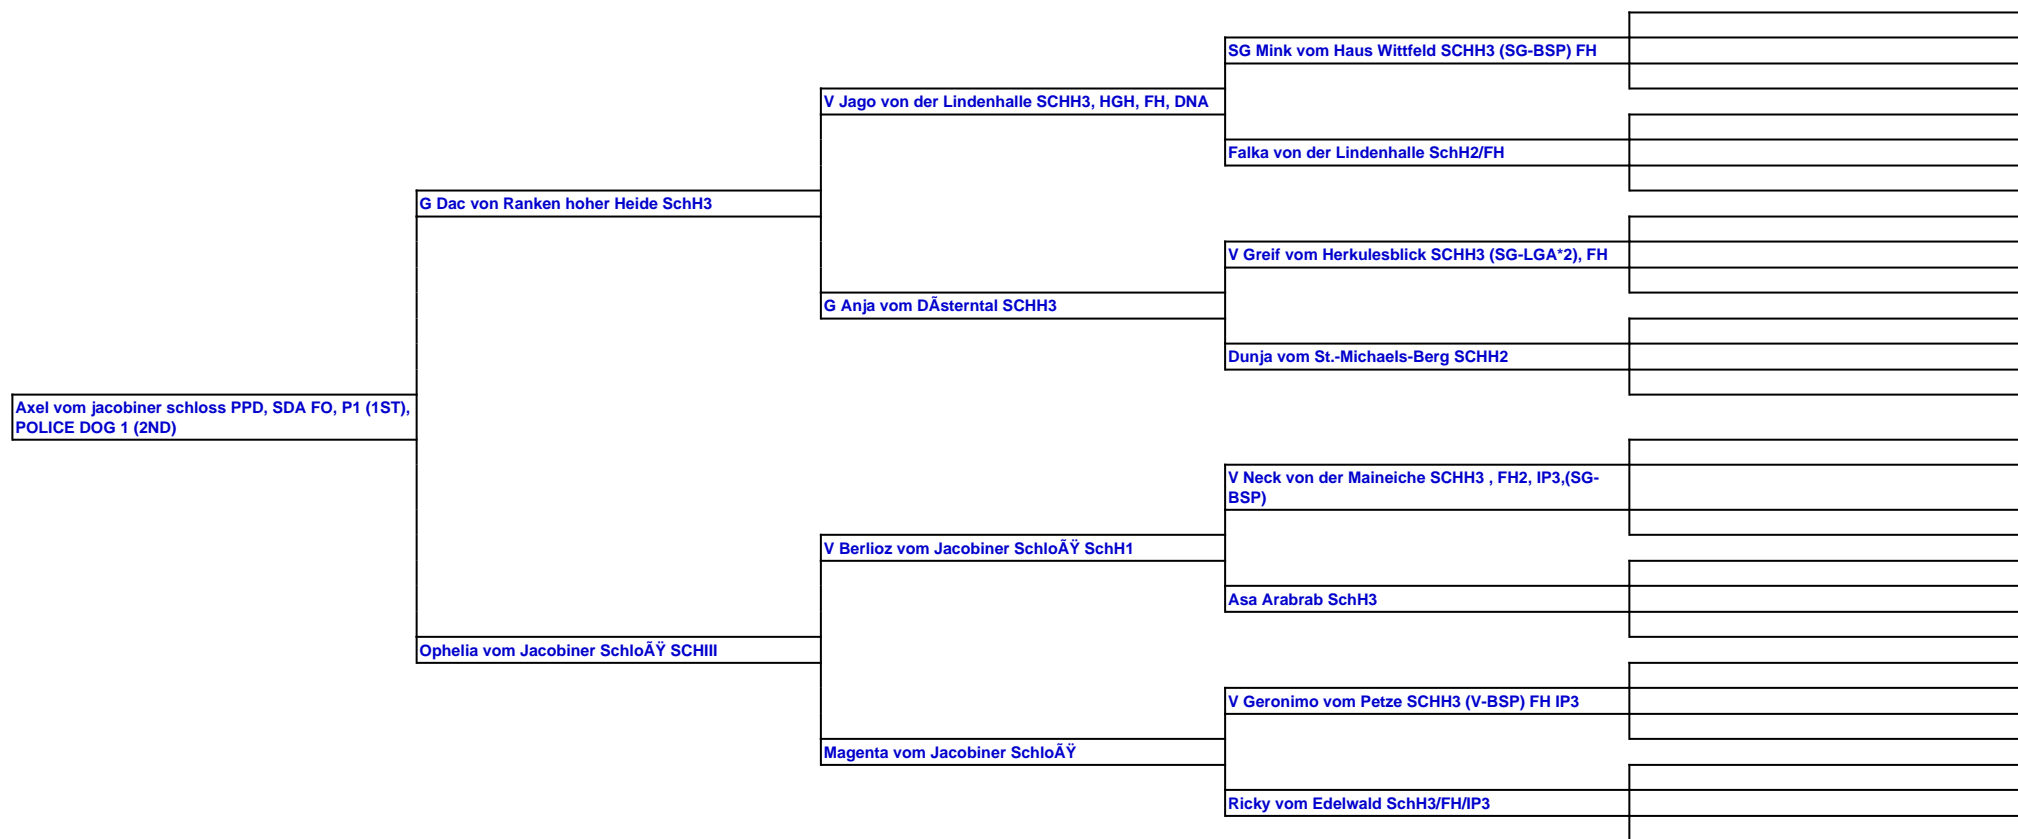 SG Mink vom Haus Wittfeld SCHH3 (SG-BSP) FH
V Jago von der Lindenhalle SCHH3, HGH, FH, DNA
Falka von der Lindenhalle SchH2/FH
G Dac von Ranken hoher Heide SchH3
V Greif vom Herkulesblick SCHH3 (SG-LGA*2), FH
G Anja vom DÃsterntal SCHH3
Dunja vom St.-Michaels-Berg SCHH2
Axel vom jacobiner schloss PPD, SDA FO, P1 (1ST),
POLICE DOG 1 (2ND)
V Neck von der Maineiche SCHH3 , FH2, IP3,(SG-
BSP)
V Berlioz vom Jacobiner SchloÃŸ SchH1
Asa Arabrab SchH3
Ophelia vom Jacobiner SchloÃŸ SCHIII
V Geronimo vom Petze SCHH3 (V-BSP) FH IP3
Magenta vom Jacobiner SchloÃŸ
Ricky vom Edelwald SchH3/FH/IP3